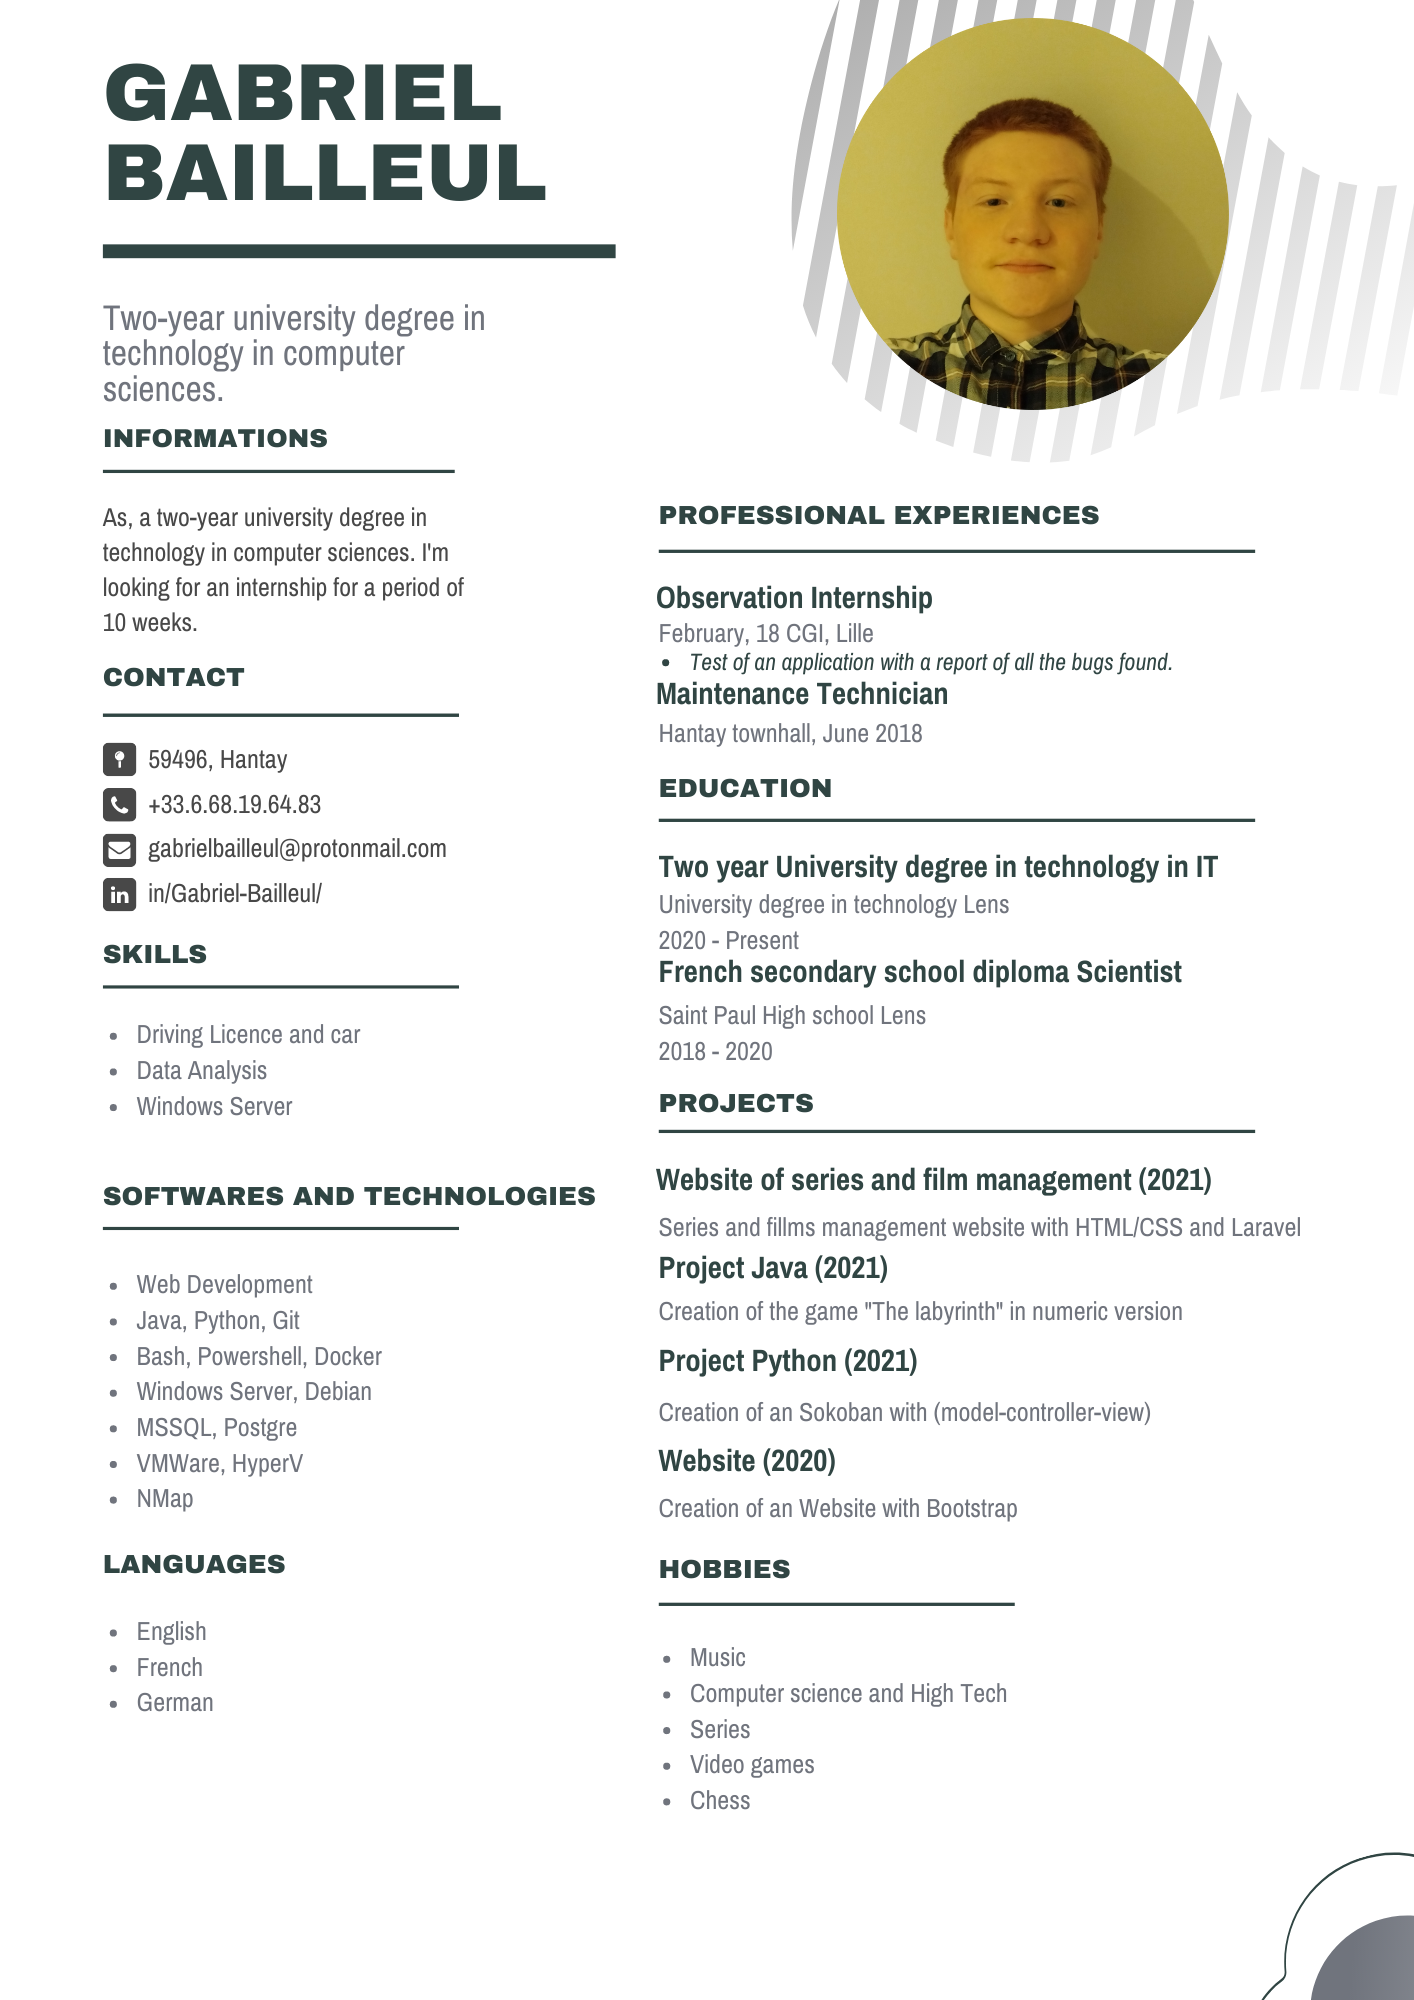 GABRIEL
BAILLEUL
Two-year university degree in
technology in computer
sciences.
INFORMATIONS
As, a two-year university degree in
technology in computer sciences. I'm
looking for an internship for a period of
10 weeks.
CONTACT
59496, Hantay
+33.6.68.19.64.83
gabrielbailleul@protonmail.com
in
in/Gabriel-Bailleul/
SKILLS
• Driving Licence and car
• Data Analysis
• Windows Server
SOFTWARES AND TECHNOLOGIES
• Web Development
• Java, Python, Git
• Bash, Powershell, Docker
• Windows Server, Debian
• MSSQL, Postgre
• VMWare, HyperV
• NMap
LANGUAGES
• English
• French
• German
PROFESSIONAL EXPERIENCES
Observation Internship
February, 18 CGI, Lille
• Test of an application with a report of all the bugs found.
Maintenance Technician
Hantay townhall, June 2018
EDUCATION
Two year University degree in technology in IT
University degree in technology Lens
2020 - Present
French secondary school diploma Scientist
Saint Paul High school Lens
2018 - 2020
PROJECTS
Website of series and film management (2021)
Series and fillms management website with HTML/CSS and Laravel
Project Java (2021)
Creation of the game "The labyrinth" in numeric version
Project Python (2021)
Creation of an Sokoban with (model-controller-view)
Website (2020)
Creation of an Website with Bootstrap
HOBBIES
• Music
• Computer science and High Tech
• Series
• Video games
• Chess